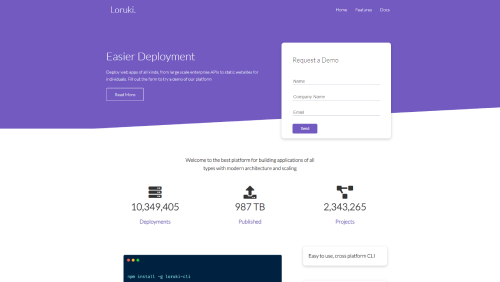 Loruki.
Home Features Docs
Easier Deployment
Deploy web apps of all kinds, from large scale enterprise APIs to static websites for
individuals. Fill out the form to try a demo of our platform
Read More
Request a Demo
Name
Company Name
Email
Send
Welcome to the best platform for building applications of all
types with modern architecture and scaling
10,349,405
Deployments
987 TB
Published
2,343,265
Projects
npm install -g loruki-cli
Easy to use, cross platform CLI